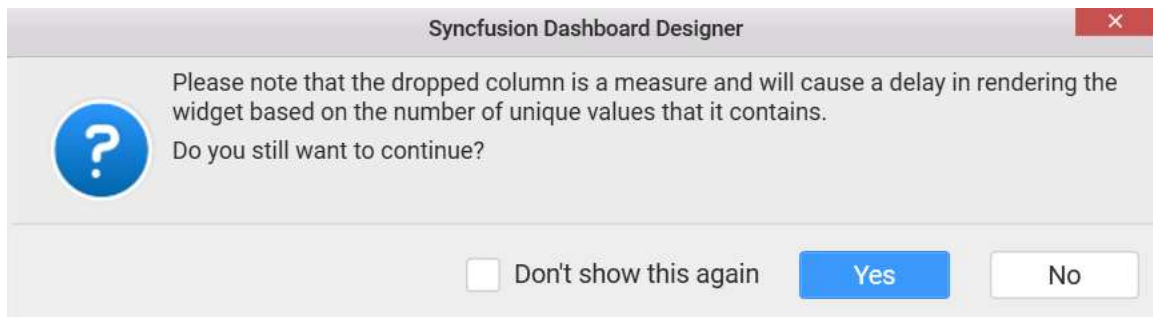 Syncfusion Dashboard Designer
Please note that the dropped column is a measure and will cause a delay in rendering the
widget based on the number of unique values that it contains.
Do you still want to continue?
Don't show this again
Yes
No